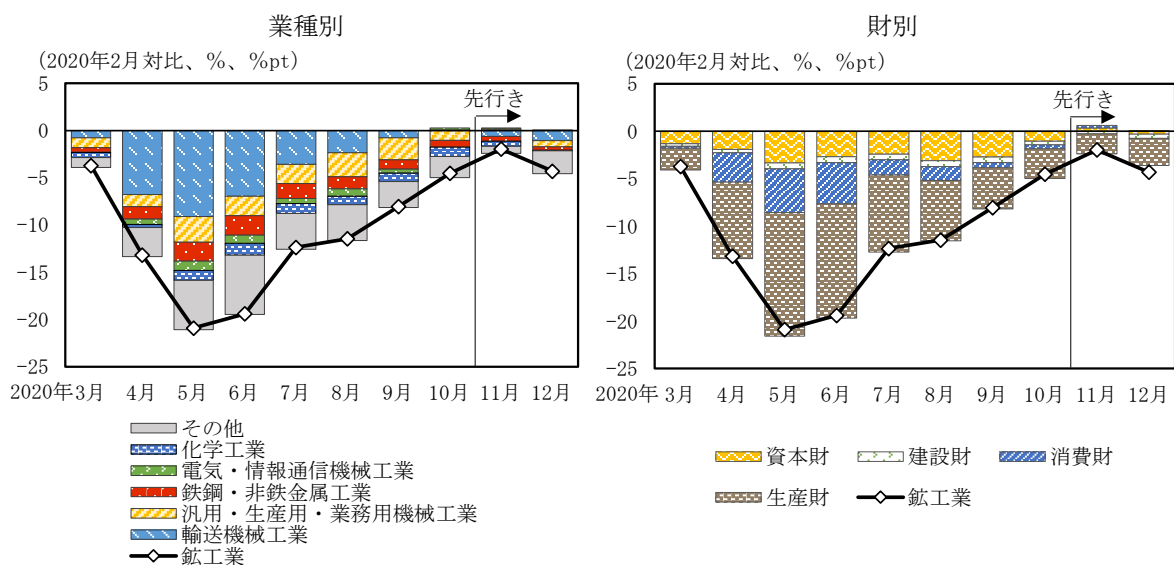 業種別
(2020年2月対比、%、%pt)
先行き
5
0
-5
-10
-15
-20
-25
2020年3月 4月 5月 6月 7月 8月 9月 10月 11月 12月
その他
化学工業
電気・情報通信機械工業
鉄鋼・非鉄金属工業
汎用・生産用・業務用機械工業
輸送機械工業
鉱工業
財別
(2020年2月対比、%、%pt)
先行き
5
0
-5
-10
-15
-20
-25
2020年3月 4月 5月 6月 7月 8月 9月 10月 11月 12月
資本財 建設財 消費財
生産財 鉱工業